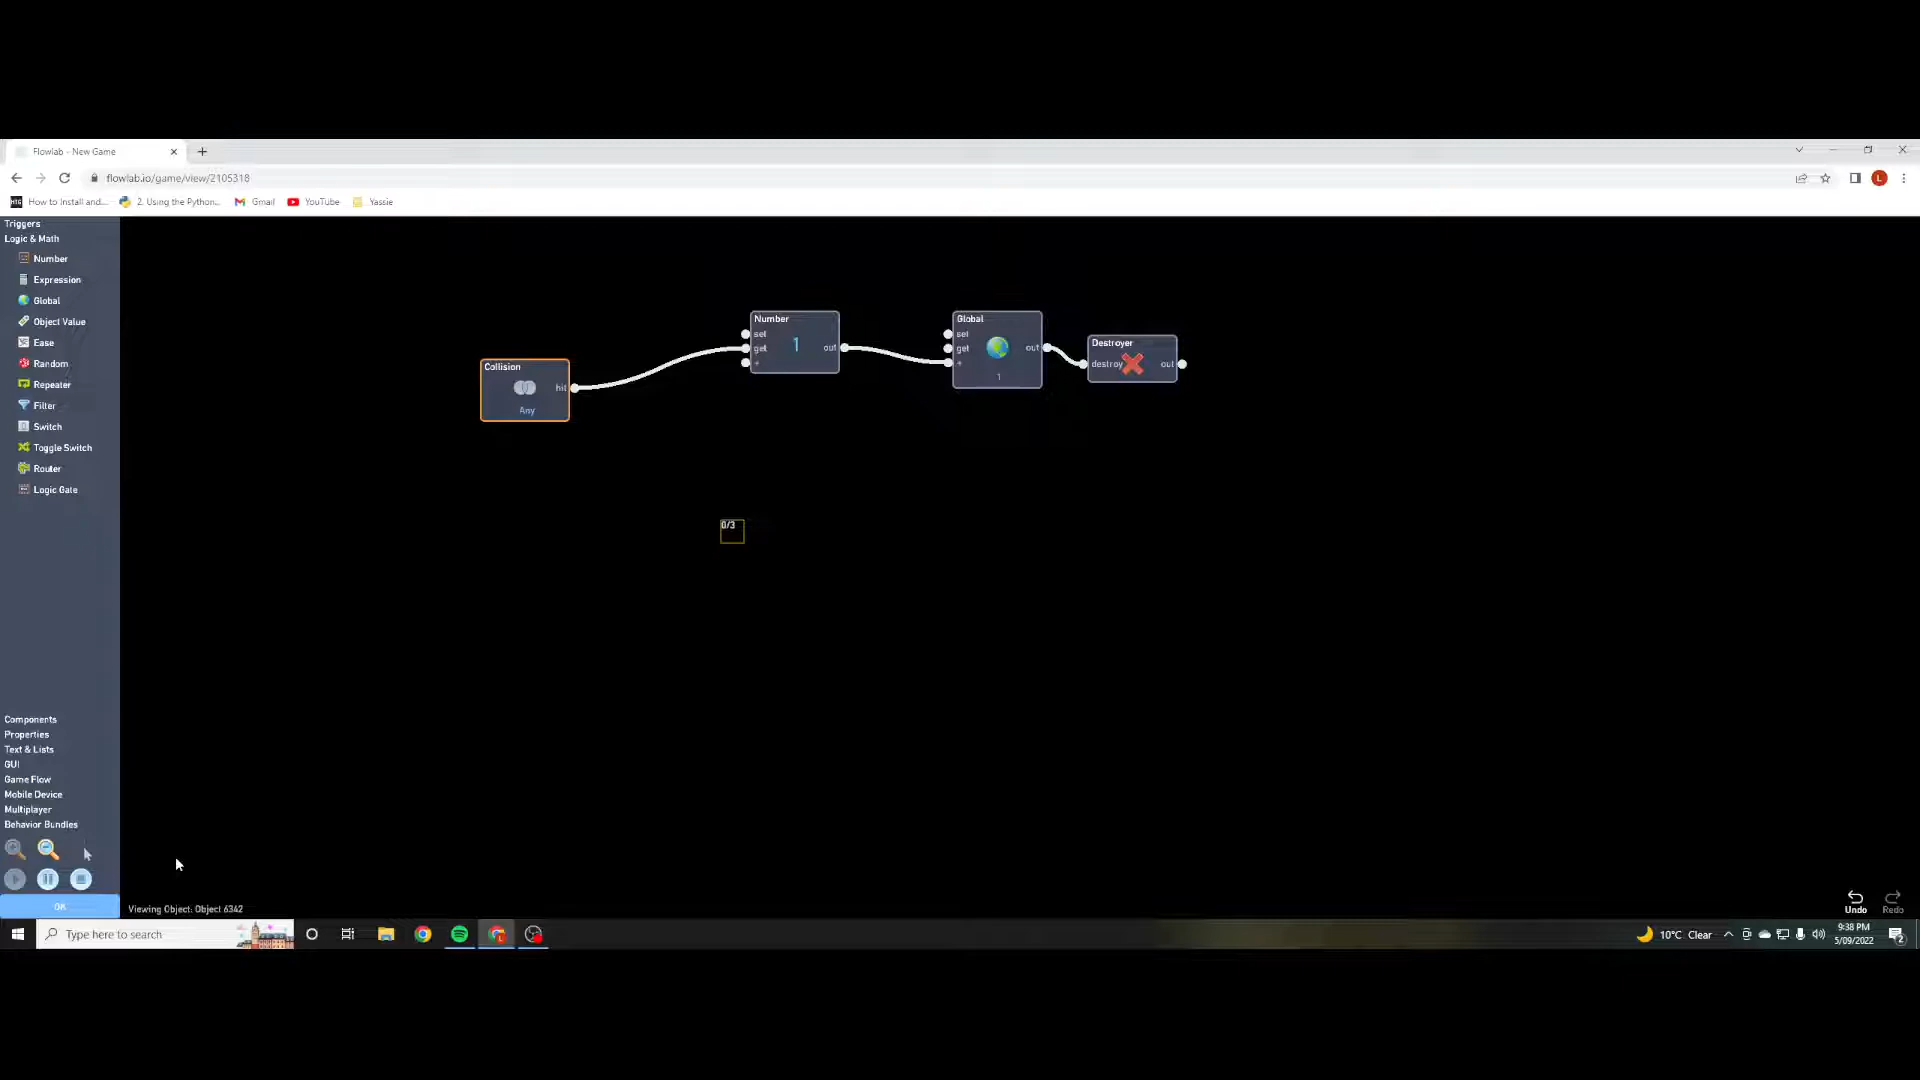 Flowlab - New Game
flowlab.io/game/view/2105318
L
How to Install and...
2. Using the Python...
Gmail
YouTube
Yassie
Triggers
Logic & Math
Number
Expression
Global
Object Value
Ease
Random
Repeater
Filter
Switch
Toggle Switch
Router
Logic Gate
Components
Properties
Text & Lists
GUI
Game Flow
Mobile Device
Multiplayer
Behavior Bundles
OK
Collision
hit
Any
Number
set
get
+
1
out
Global
set
get
+
out
1
Destroyer
destroy
out
0/3
Viewing Object: Object 6342
Undo
Redo
Type here to search
10°C Clear
9:38 PM
5/09/2022
2